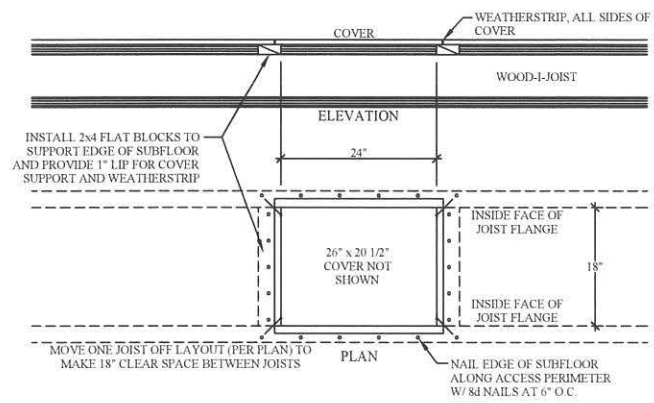 WEATHERSTRIP, ALL SIDES OF
COVER
COVER
WOOD-I-JOIST
ELEVATION
INSTALL 2x4 FLAT BLOCKS TO
SUPPORT EDGE OF SUBFLOOR
AND PROVIDE 1" LIP FOR COVER
SUPPORT AND WEATHERSTRIP
24"
INSIDE FACE OF
JOIST FLANGE
26" x 20 1/2"
COVER NOT
SHOWN
18"
INSIDE FACE OF
JOIST FLANGE
MOVE ONE JOIST OFF LAYOUT (PER PLAN) TO
MAKE 18" CLEAR SPACE BETWEEN JOISTS
PLAN
NAIL EDGE OF SUBFLOOR
ALONG ACCESS PERIMETER
W/ 8d NAILS AT 6" O.C.